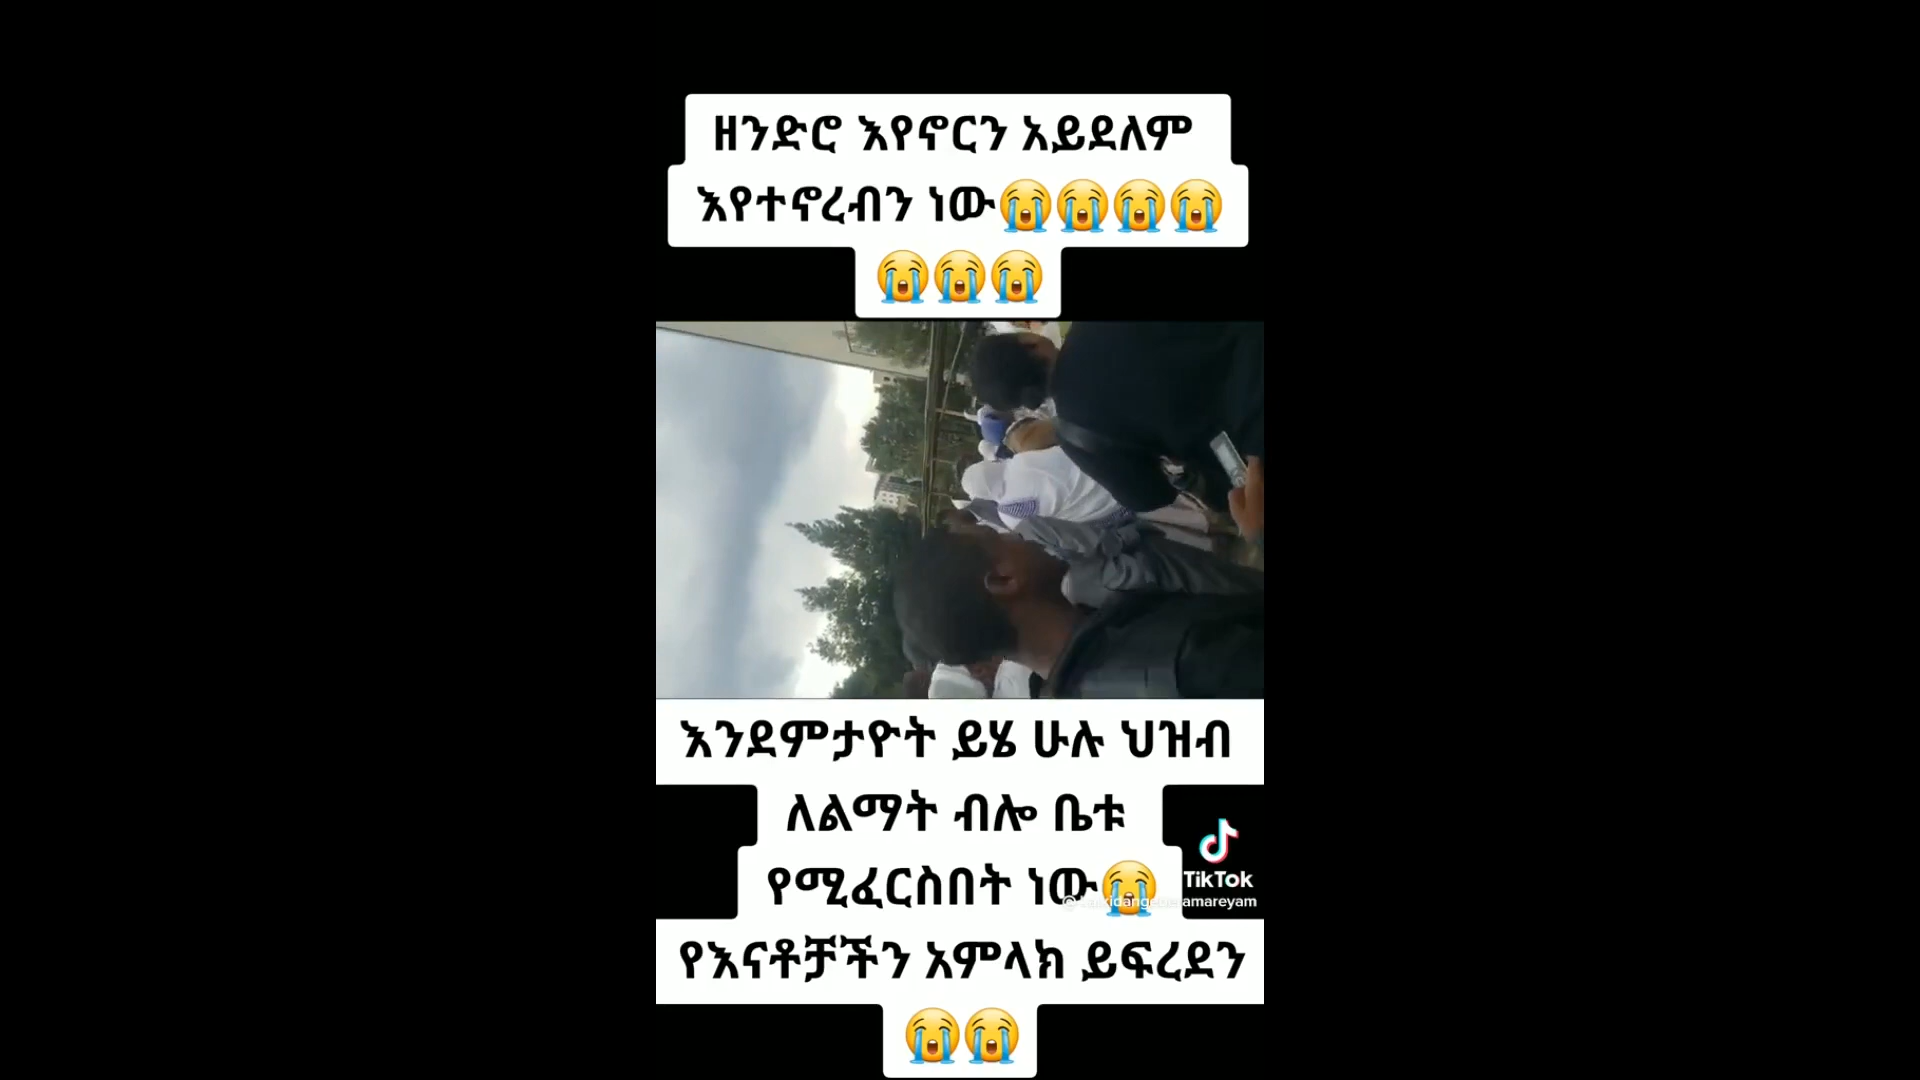 ዘንድሮ እየኖርን አይደለም
እየተኖረብን ነው😭😭😭😭
😭😭😭
እንደምታዮት ይሄ ሁሉ ህዝብ
ለልማት ብሎ ቤቱ
የሚፈርስበት ነው😭
TikTok
የእናቶቻችን አምላክ ይፍረደን
😭😭